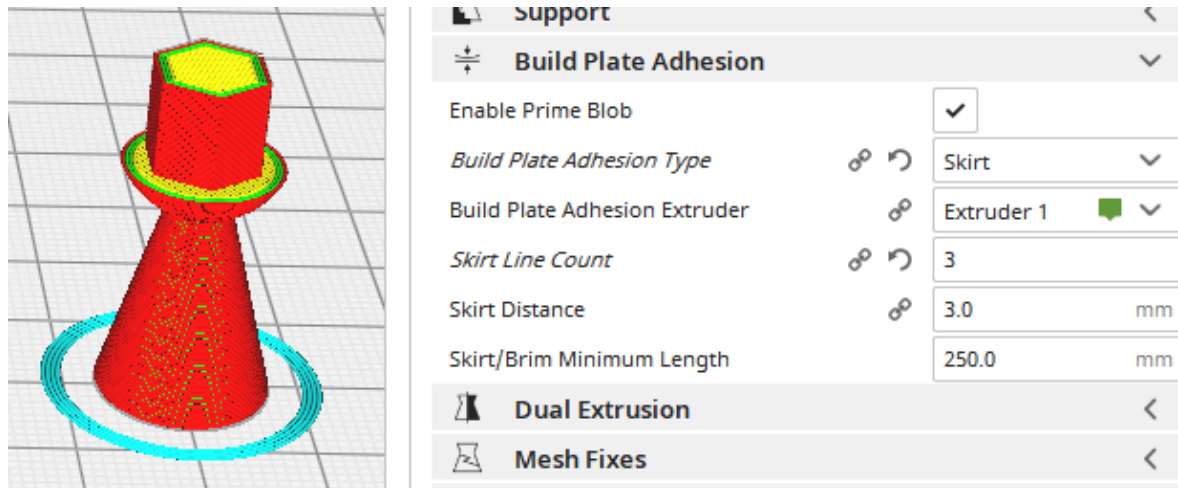 Support
Build Plate Adhesion
Enable Prime Blob
Build Plate Adhesion Type Skirt
Build Plate Adhesion Extruder Extruder 1
Skirt Line Count 3
Skirt Distance 3.0 mm
Skirt/Brim Minimum Length 250.0 mm
Dual Extrusion
Mesh Fixes